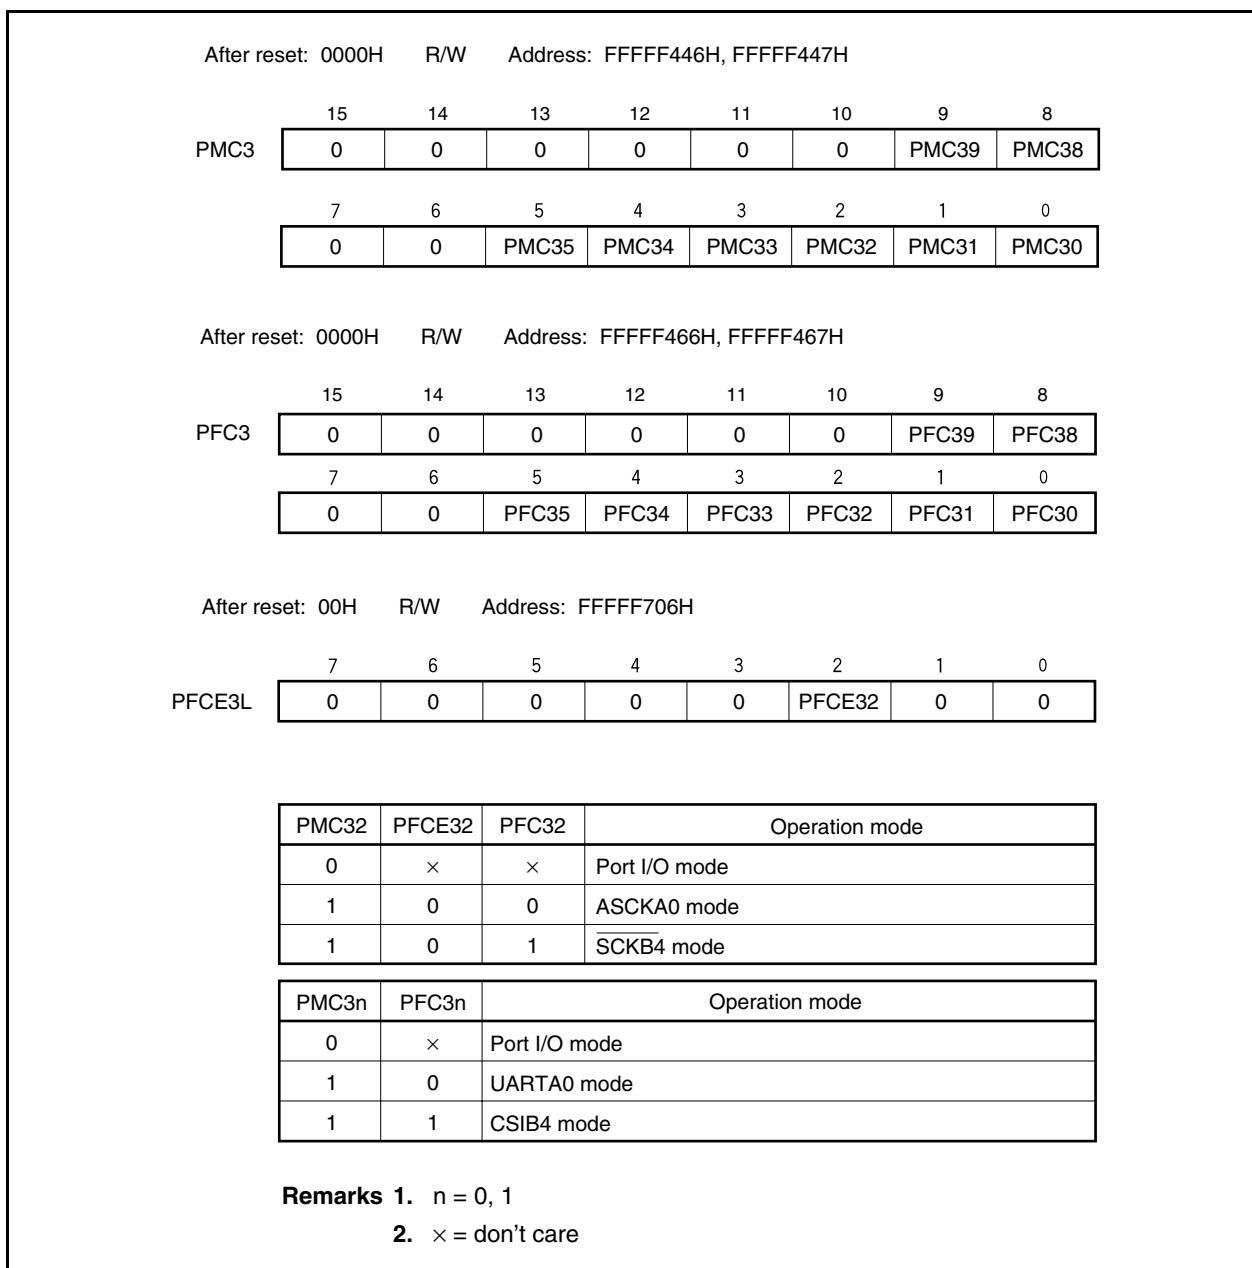 After reset: 0000H R/W Address: FFFFF446H, FFFFF447H
15 14 13 12 11 10 9 8
PMC3 0 0 0 0 0 0 PMC39 PMC38
7 6 5 4 3 2 1 0
0 0 PMC35 PMC34 PMC33 PMC32 PMC31 PMC30
After reset: 0000H R/W Address: FFFFF466H, FFFFF467H
15 14 13 12 11 10 9 8
PFC3 0 0 0 0 0 0 PFC39 PFC38
7 6 5 4 3 2 1 0
0 0 PFC35 PFC34 PFC33 PFC32 PFC31 PFC30
After reset: 00H R/W Address: FFFFF706H
7 6 5 4 3 2 1 0
PFCE3L 0 0 0 0 0 PFCE32 0 0
PMC32 PFCE32 PFC32 Operation mode
0 × × Port I/O mode
1 0 0 ASCKA0 mode
1 0 1 S̅C̅K̅B̅4̅ mode
PMC3n PFC3n Operation mode
0 × Port I/O mode
1 0 UARTA0 mode
1 1 CSIB4 mode
Remarks 1. n = 0, 1
2. × = don't care